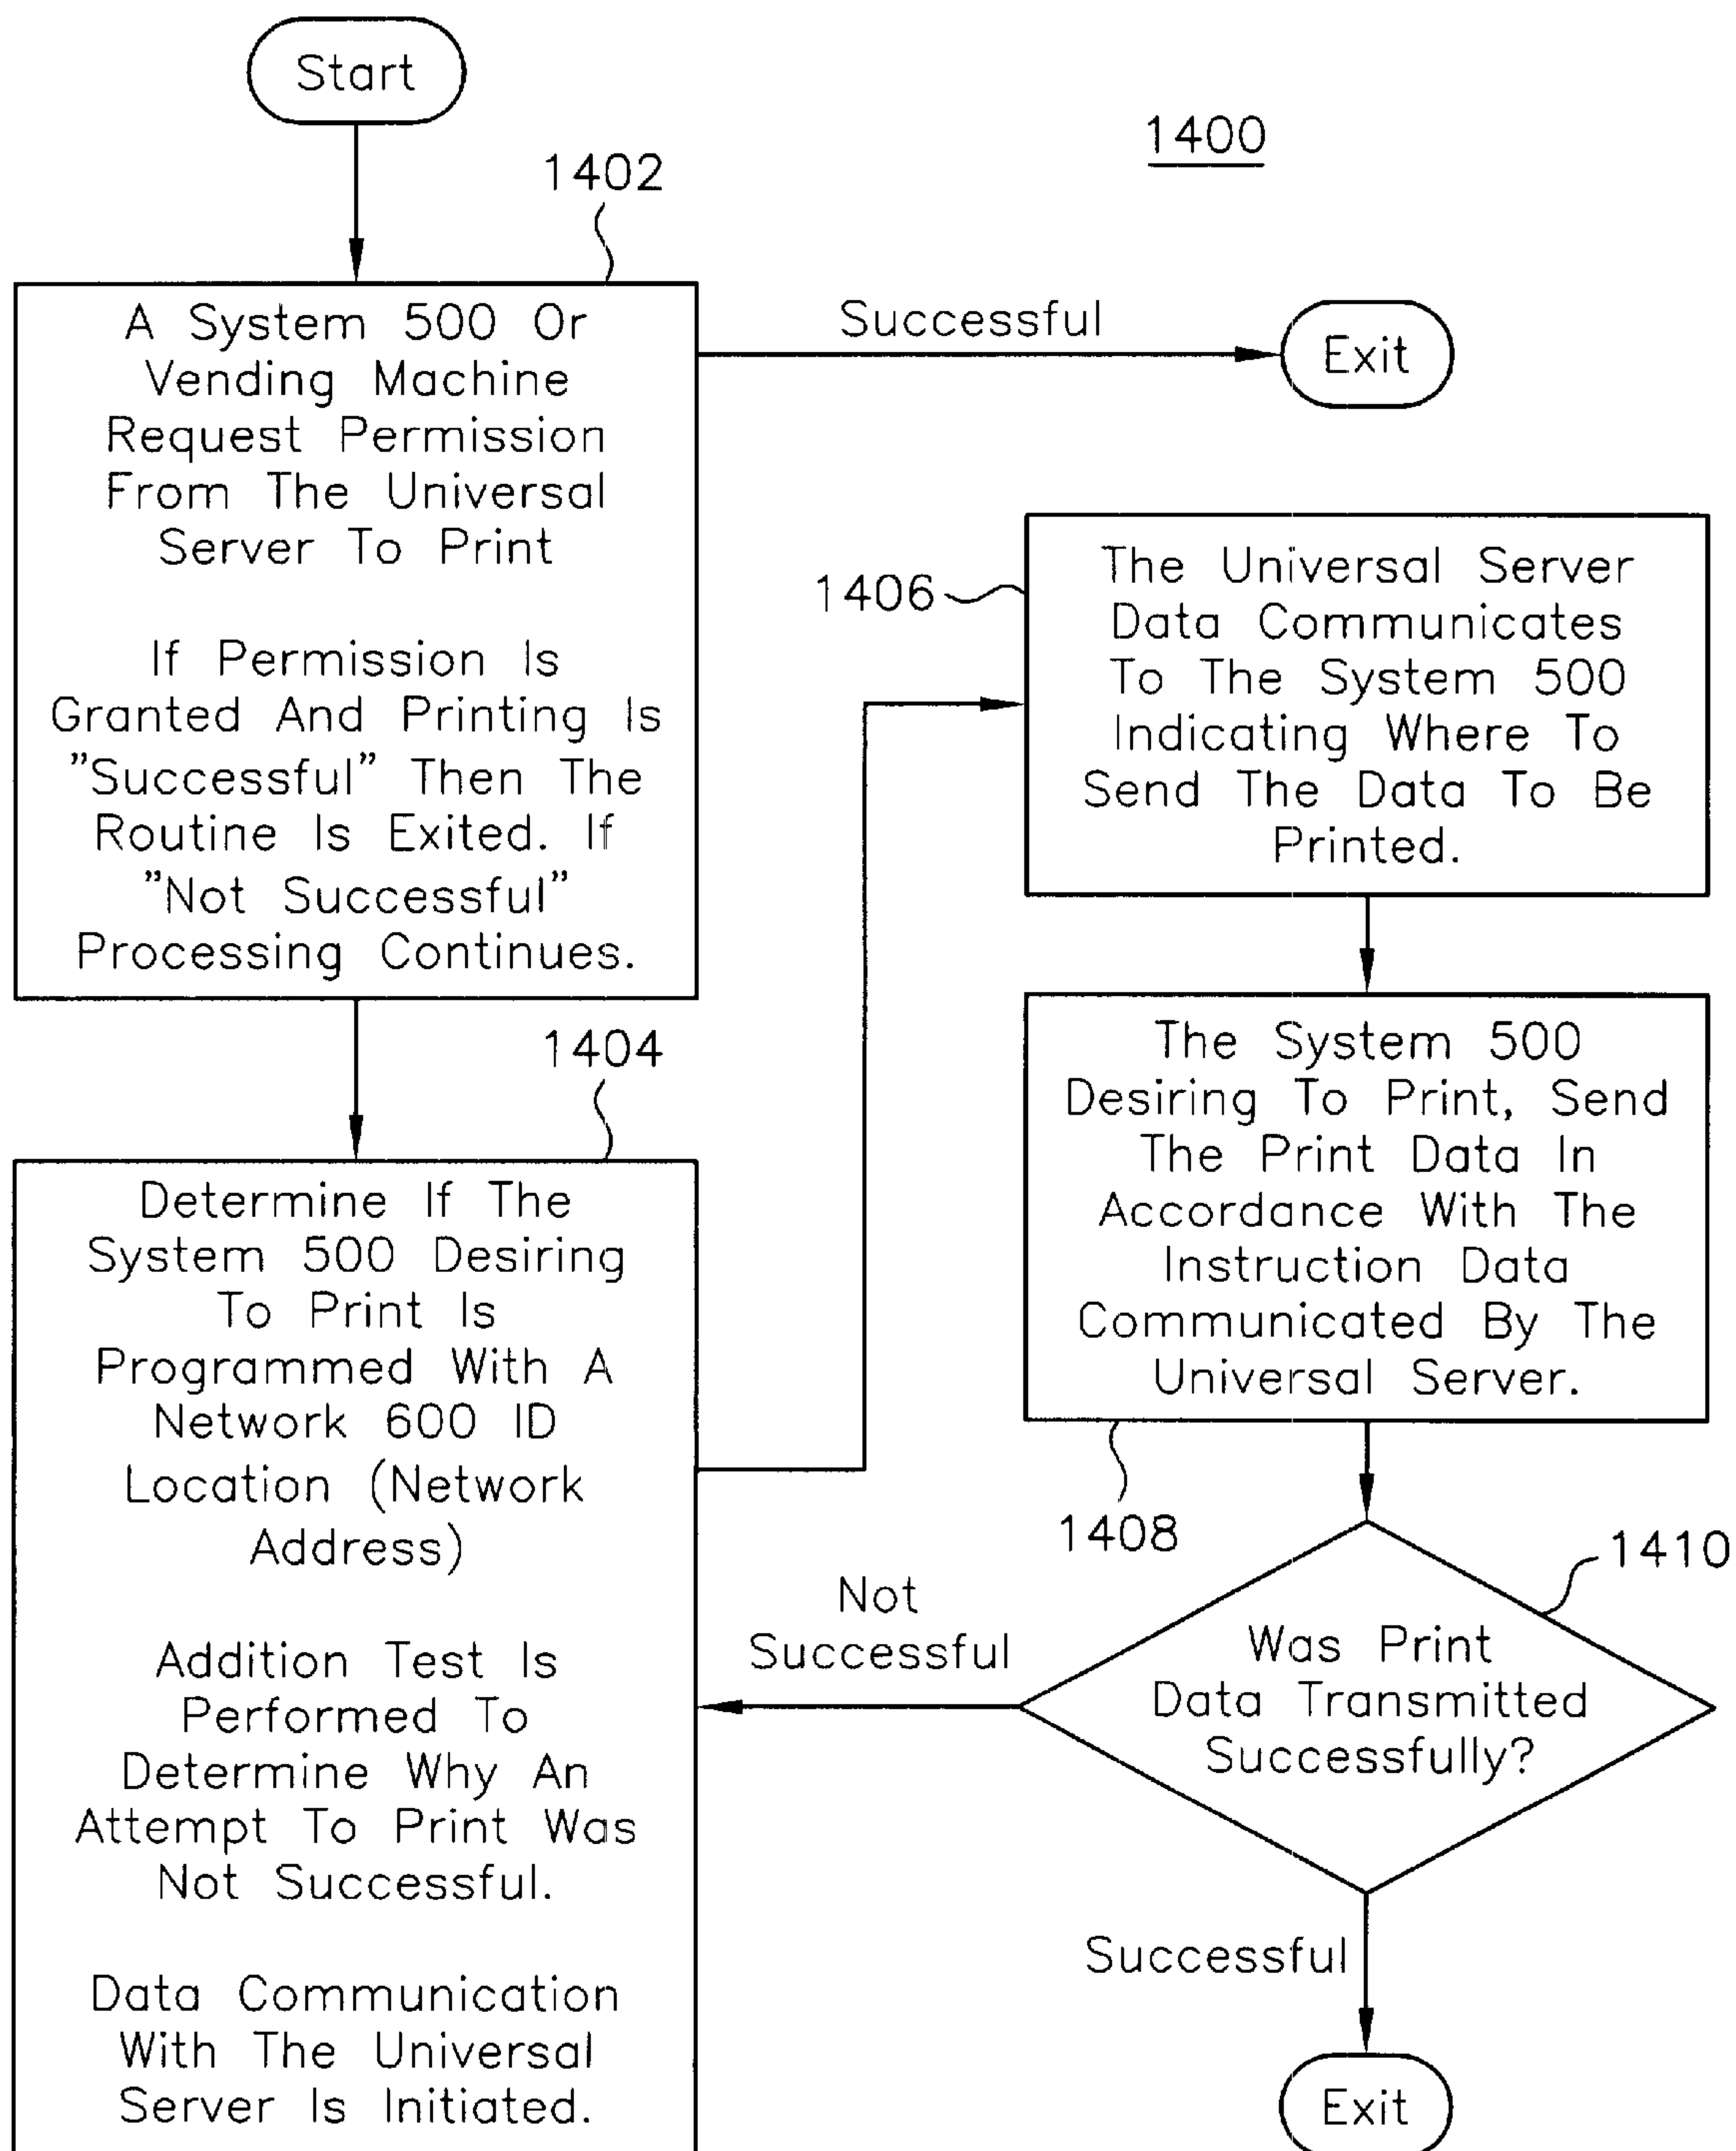 Start
1400
1402
A System 500 Or
Vending Machine
Request Permission
From The Universal
Server To Print
If Permission Is
Granted And Printing Is
"Successful" Then The
Routine Is Exited. If
"Not Successful"
Processing Continues.
Successful
Exit
1404
Determine If The
System 500 Desiring
To Print Is
Programmed With A
Network 600 ID
Location (Network
Address)
Addition Test Is
Performed To
Determine Why An
Attempt To Print Was
Not Successful.
Data Communication
With The Universal
Server Is Initiated.
1406
The Universal Server
Data Communicates
To The System 500
Indicating Where To
Send The Data To Be
Printed.
The System 500
Desiring To Print, Send
The Print Data In
Accordance With The
Instruction Data
Communicated By The
Universal Server.
1408
1410
Was Print
Data Transmitted
Successfully?
Not
Successful
Successful
Exit